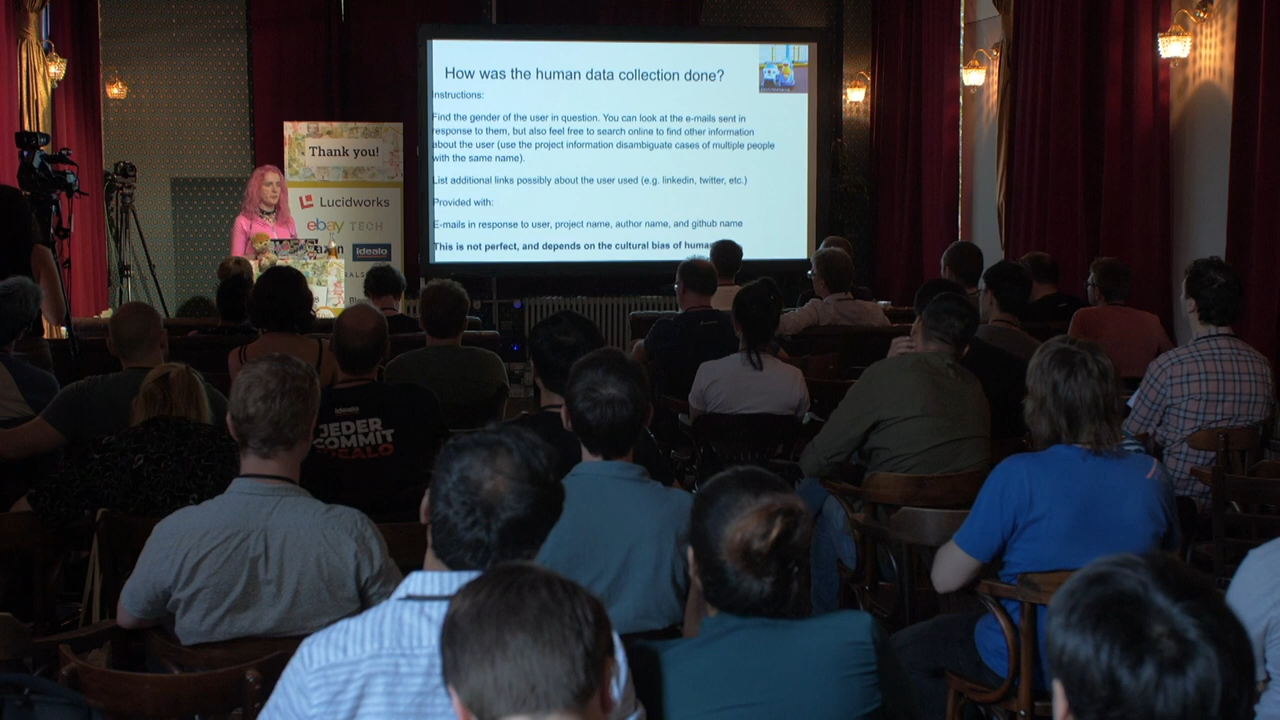 How was the human data collection done?
Instructions:
Find the gender of the user in question. You can look at the e-mails sent in
response to them, but also feel free to search online to find other information
about the user (use the project information disambiguate cases of multiple people
with the same name).
List additional links possibly about the user used (e.g. linkedin, twitter, etc.)
Provided with:
E-mails in response to user, project name, author name, and github name
This is not perfect, and depends on the cultural bias of
Thank you!
Lucidworks
ebay TECH
idealo
idealo
JEDER
COMMIT
IDEALO